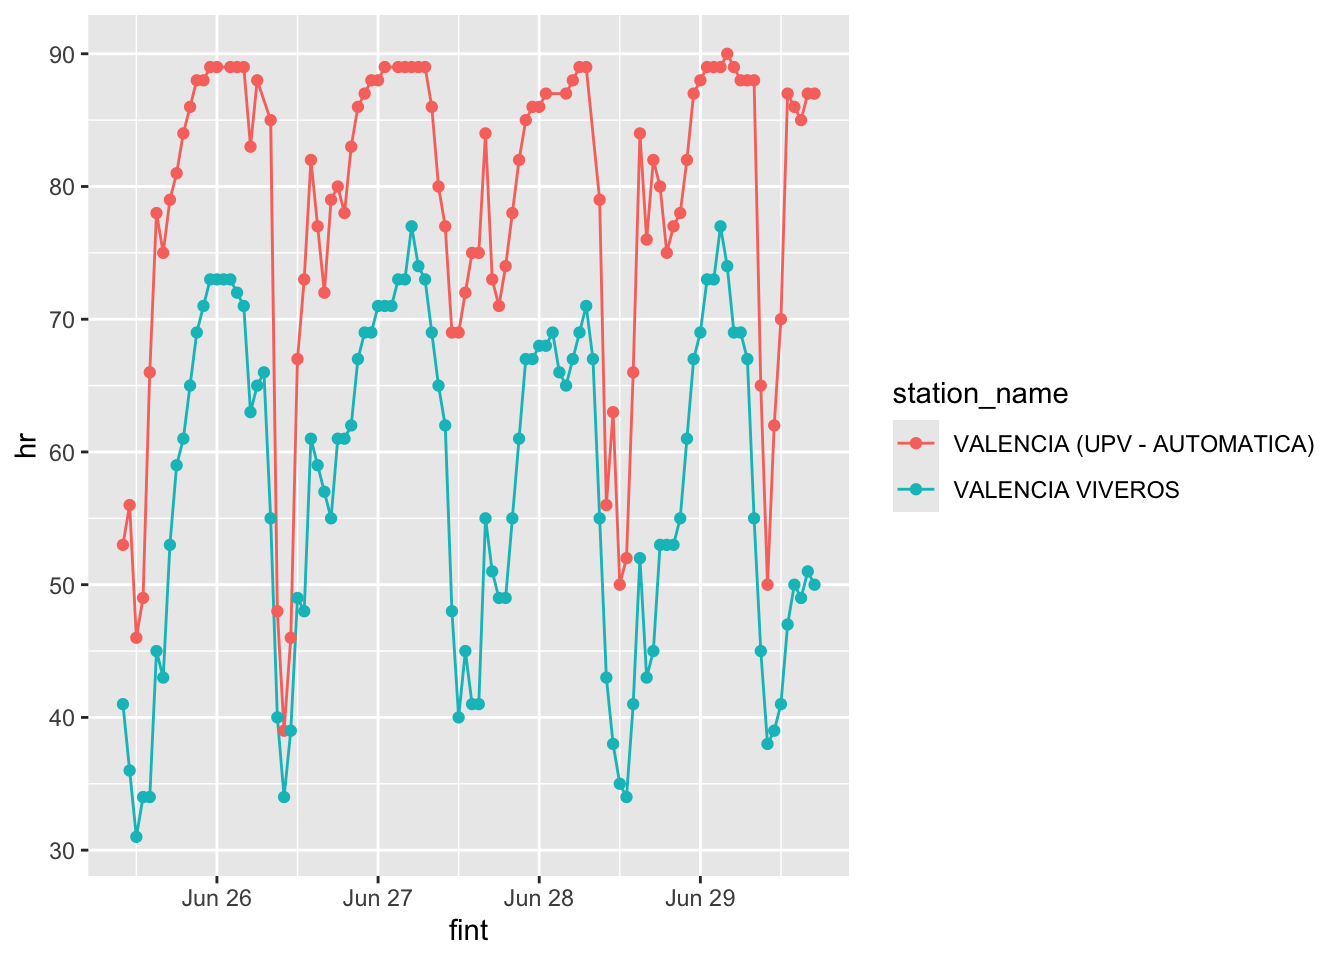 90
80
70
60
50
40
30
hr
Jun 26 Jun 27 Jun 28 Jun 29
fint
station_name
VALENCIA (UPV - AUTOMATICA)
VALENCIA VIVEROS